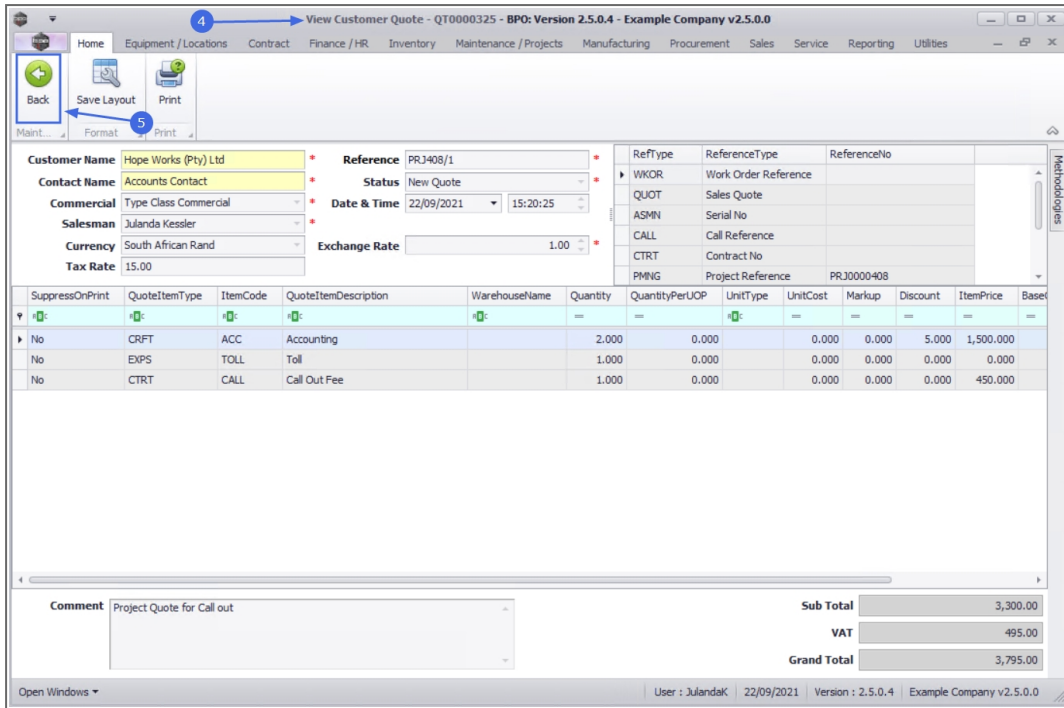 4 View Customer Quote - QT0000325 - BPO: Version 2.5.0.4 - Example Company v2.5.0.0
Home Equipment / Locations Contract Finance / HR Inventory Maintenance / Projects Manufacturing Procurement Sales Service Reporting Utilities
Back Save Layout Print
5
Maint... Format Print
Customer Name Hope Works (Pty) Ltd * Reference PRJ408/1 * RefType ReferenceType ReferenceNo
Contact Name Accounts Contact * Status New Quote * WKOR Work Order Reference
Commercial Type Class Commercial * Date & Time 22/09/2021 15:20:25 QUOT Sales Quote
ASMN Serial No
Salesman Julanda Kessler *
CALL Call Reference
Currency South African Rand Exchange Rate 1.00 *
CTRT Contract No
Tax Rate 15.00
PMNG Project Reference PRJ0000408
Methodologies
SuppressOnPrint QuoteItemType ItemCode QuoteItemDescription WarehouseName Quantity QuantityPerUOP UnitType UnitCost Markup Discount ItemPrice
No CRFT ACC Accounting 2.000 0.000 0.000 0.000 5.000 1,500.000
No EXPS TOLL Toll 1.000 0.000 0.000 0.000 0.000 0.000
No CTRT CALL Call Out Fee 1.000 0.000 0.000 0.000 0.000 450.000
Comment Project Quote for Call out Sub Total 3,300.00
VAT 495.00
Grand Total 3,795.00
Open Windows User : JulandaK 22/09/2021 Version : 2.5.0.4 Example Company v2.5.0.0